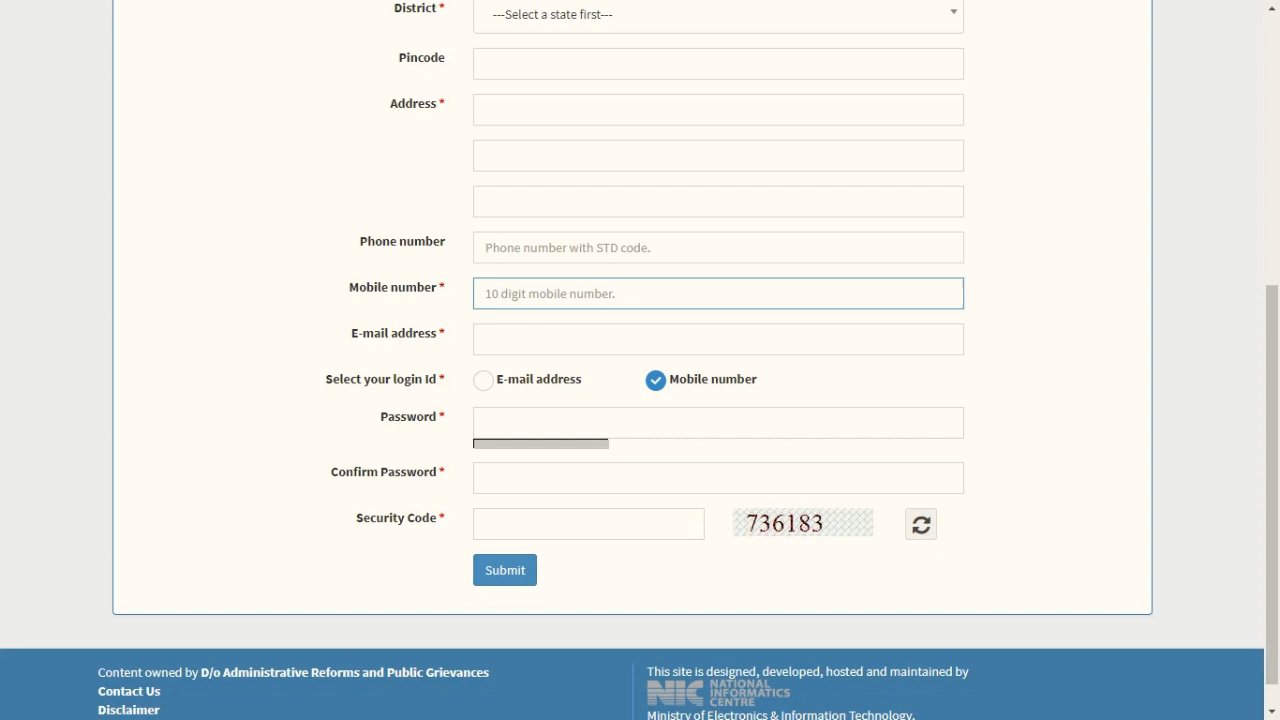 District *
---Select a state first---
Pincode
Address *
Phone number
Phone number with STD code.
Mobile number *
10 digit mobile number.
E-mail address *
Select your login Id *
E-mail address
Mobile number
Password *
Confirm Password *
Security Code *
736183
Submit
Content owned by D/o Administrative Reforms and Public Grievances
Contact Us
Disclaimer
This site is designed, developed, hosted and maintained by
NIC NATIONAL
INFORMATICS
CENTRE
Ministry of Electronics & Information Technology,